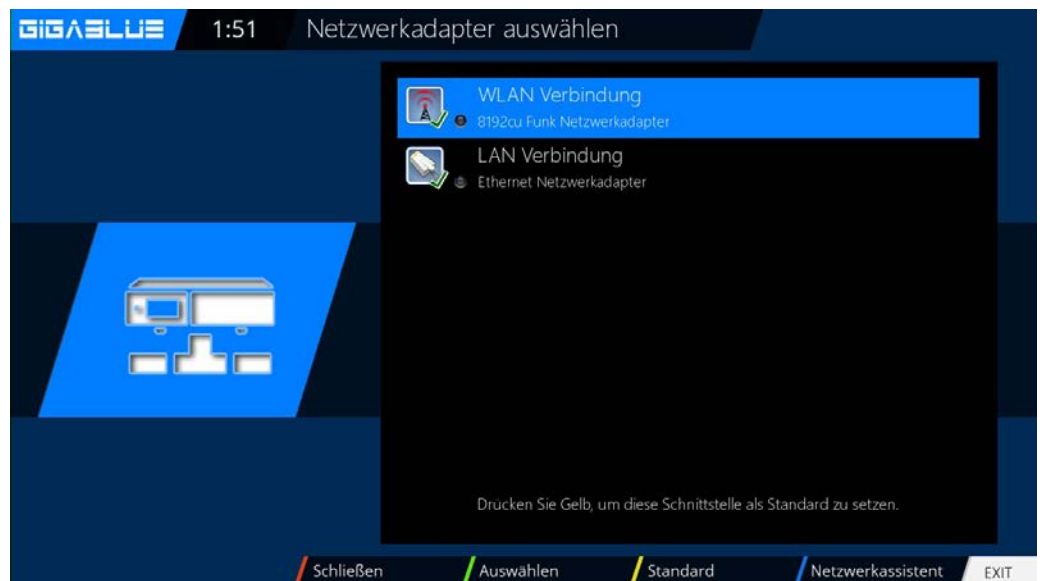 GIGABLUE
1:51
Netzwerkadapter auswählen
WLAN Verbindung
8192cu Funk Netzwerkadapter
LAN Verbindung
Ethernet Netzwerkadapter
Drücken Sie Gelb, um diese Schnittstelle als Standard zu setzen.
Schließen
Auswählen
Standard
Netzwerkassistent
EXIT